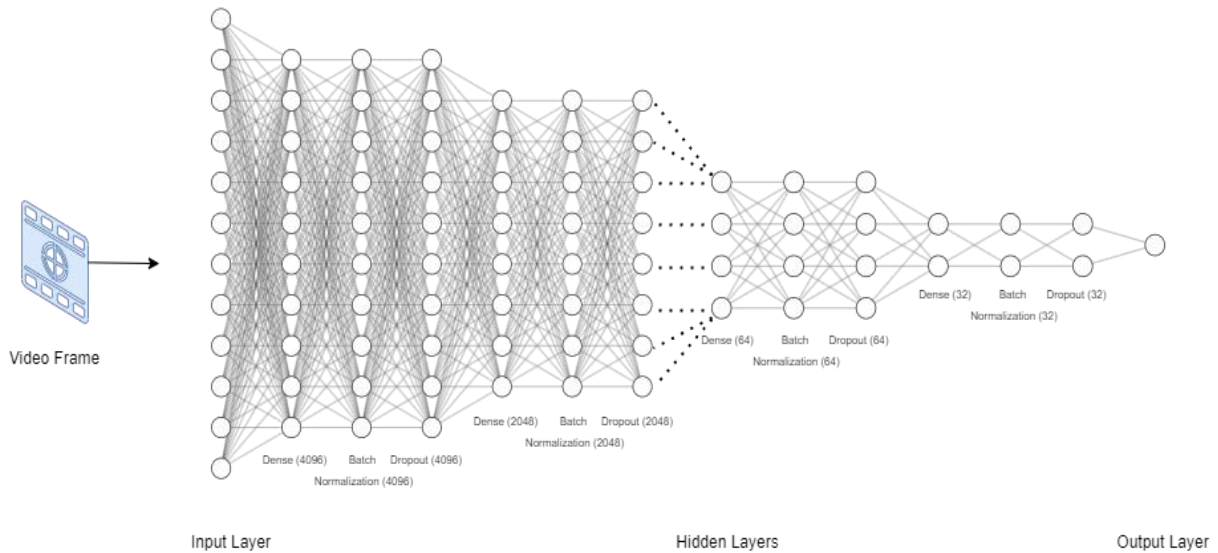 Video Frame
Dense (4096) Batch Dropout (4096)
Normalization (4096)
Dense (2048) Batch Dropout (2048)
Normalization (2048)
Dense (64) Batch Dropout (64)
Normalization (64)
Dense (32) Batch Dropout (32)
Normalization (32)
Input Layer Hidden Layers Output Layer